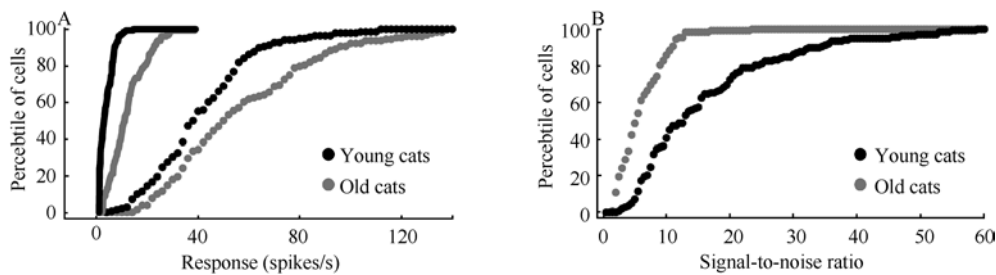 A
Percebtile of cells
100
80
60
40
20
0
Young cats
Old cats
0 40 80 120
Response (spikes/s)
B
Percebtile of cells
100
80
60
40
20
0
Young cats
Old cats
0 10 20 30 40 50 60
Signal-to-noise ratio